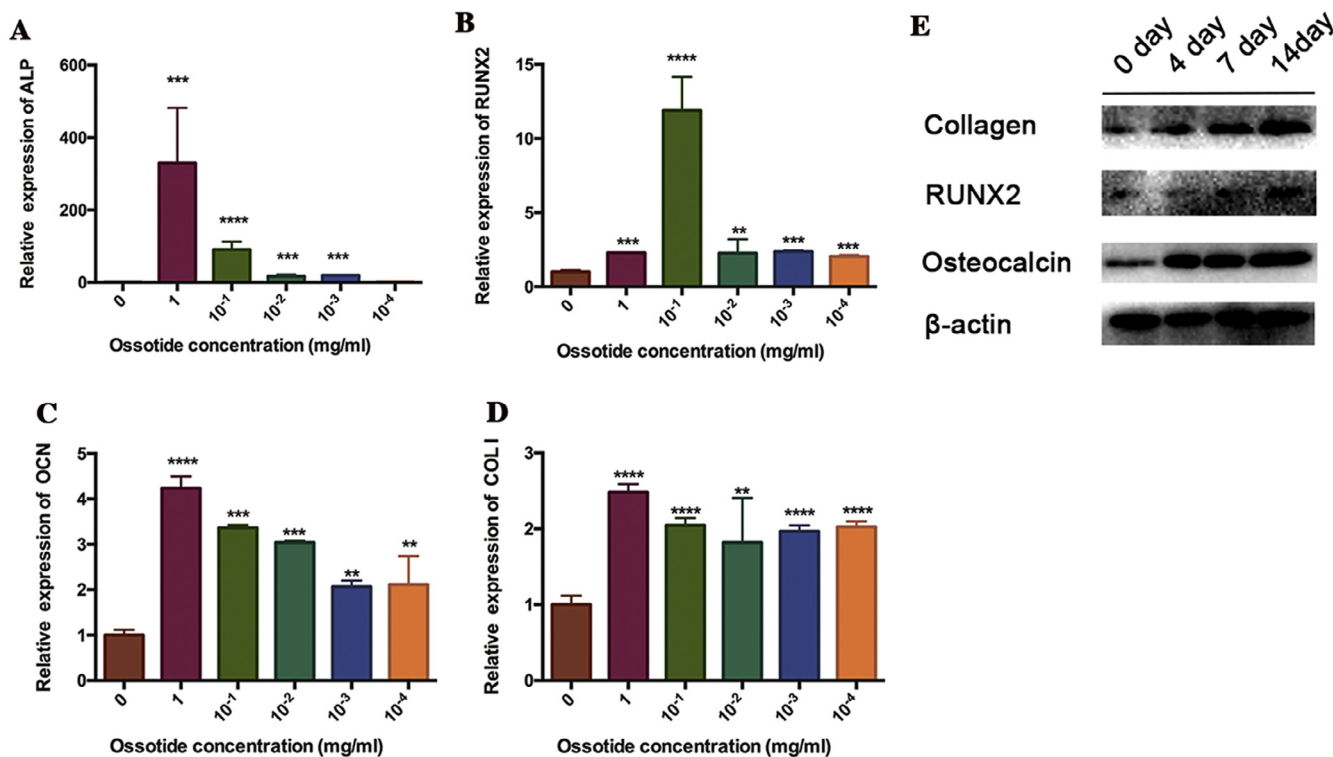 A
Relative expression of ALP
600
400
200
0
***
****
***
***
0
1
10-1
10-2
10-3
10-4
Ossotide concentration (mg/ml)
B
Relative expression of RUNX2
15
10
5
0
***
****
**
***
***
0
1
10-1
10-2
10-3
10-4
Ossotide concentration (mg/ml)
E
0 day
4 day
7 day
14day
Collagen
RUNX2
Osteocalcin
β-actin
C
Relative expression of OCN
5
4
3
2
1
0
****
***
***
**
**
0
1
10-1
10-2
10-3
10-4
Ossotide concentration (mg/ml)
D
Relative expression of COL I
3
2
1
0
****
****
**
****
****
0
1
10-1
10-2
10-3
10-4
Ossotide concentration (mg/ml)